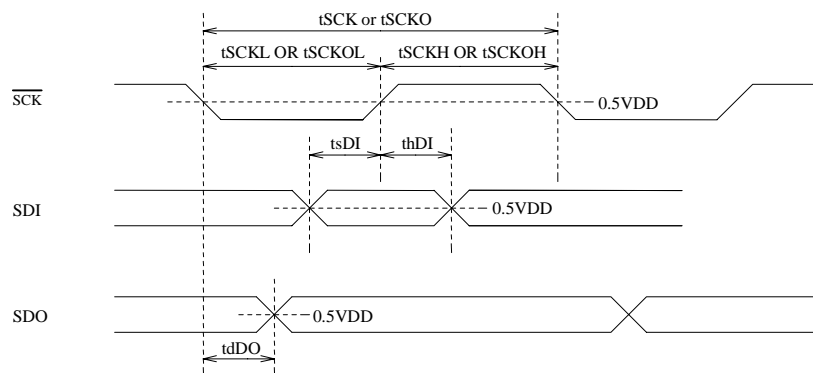 tSCK or tSCKO
tSCKL OR tSCKOL
tSCKH OR tSCKOH
SCK
0.5VDD
tsDI
thDI
SDI
0.5VDD
SDO
0.5VDD
tdDO